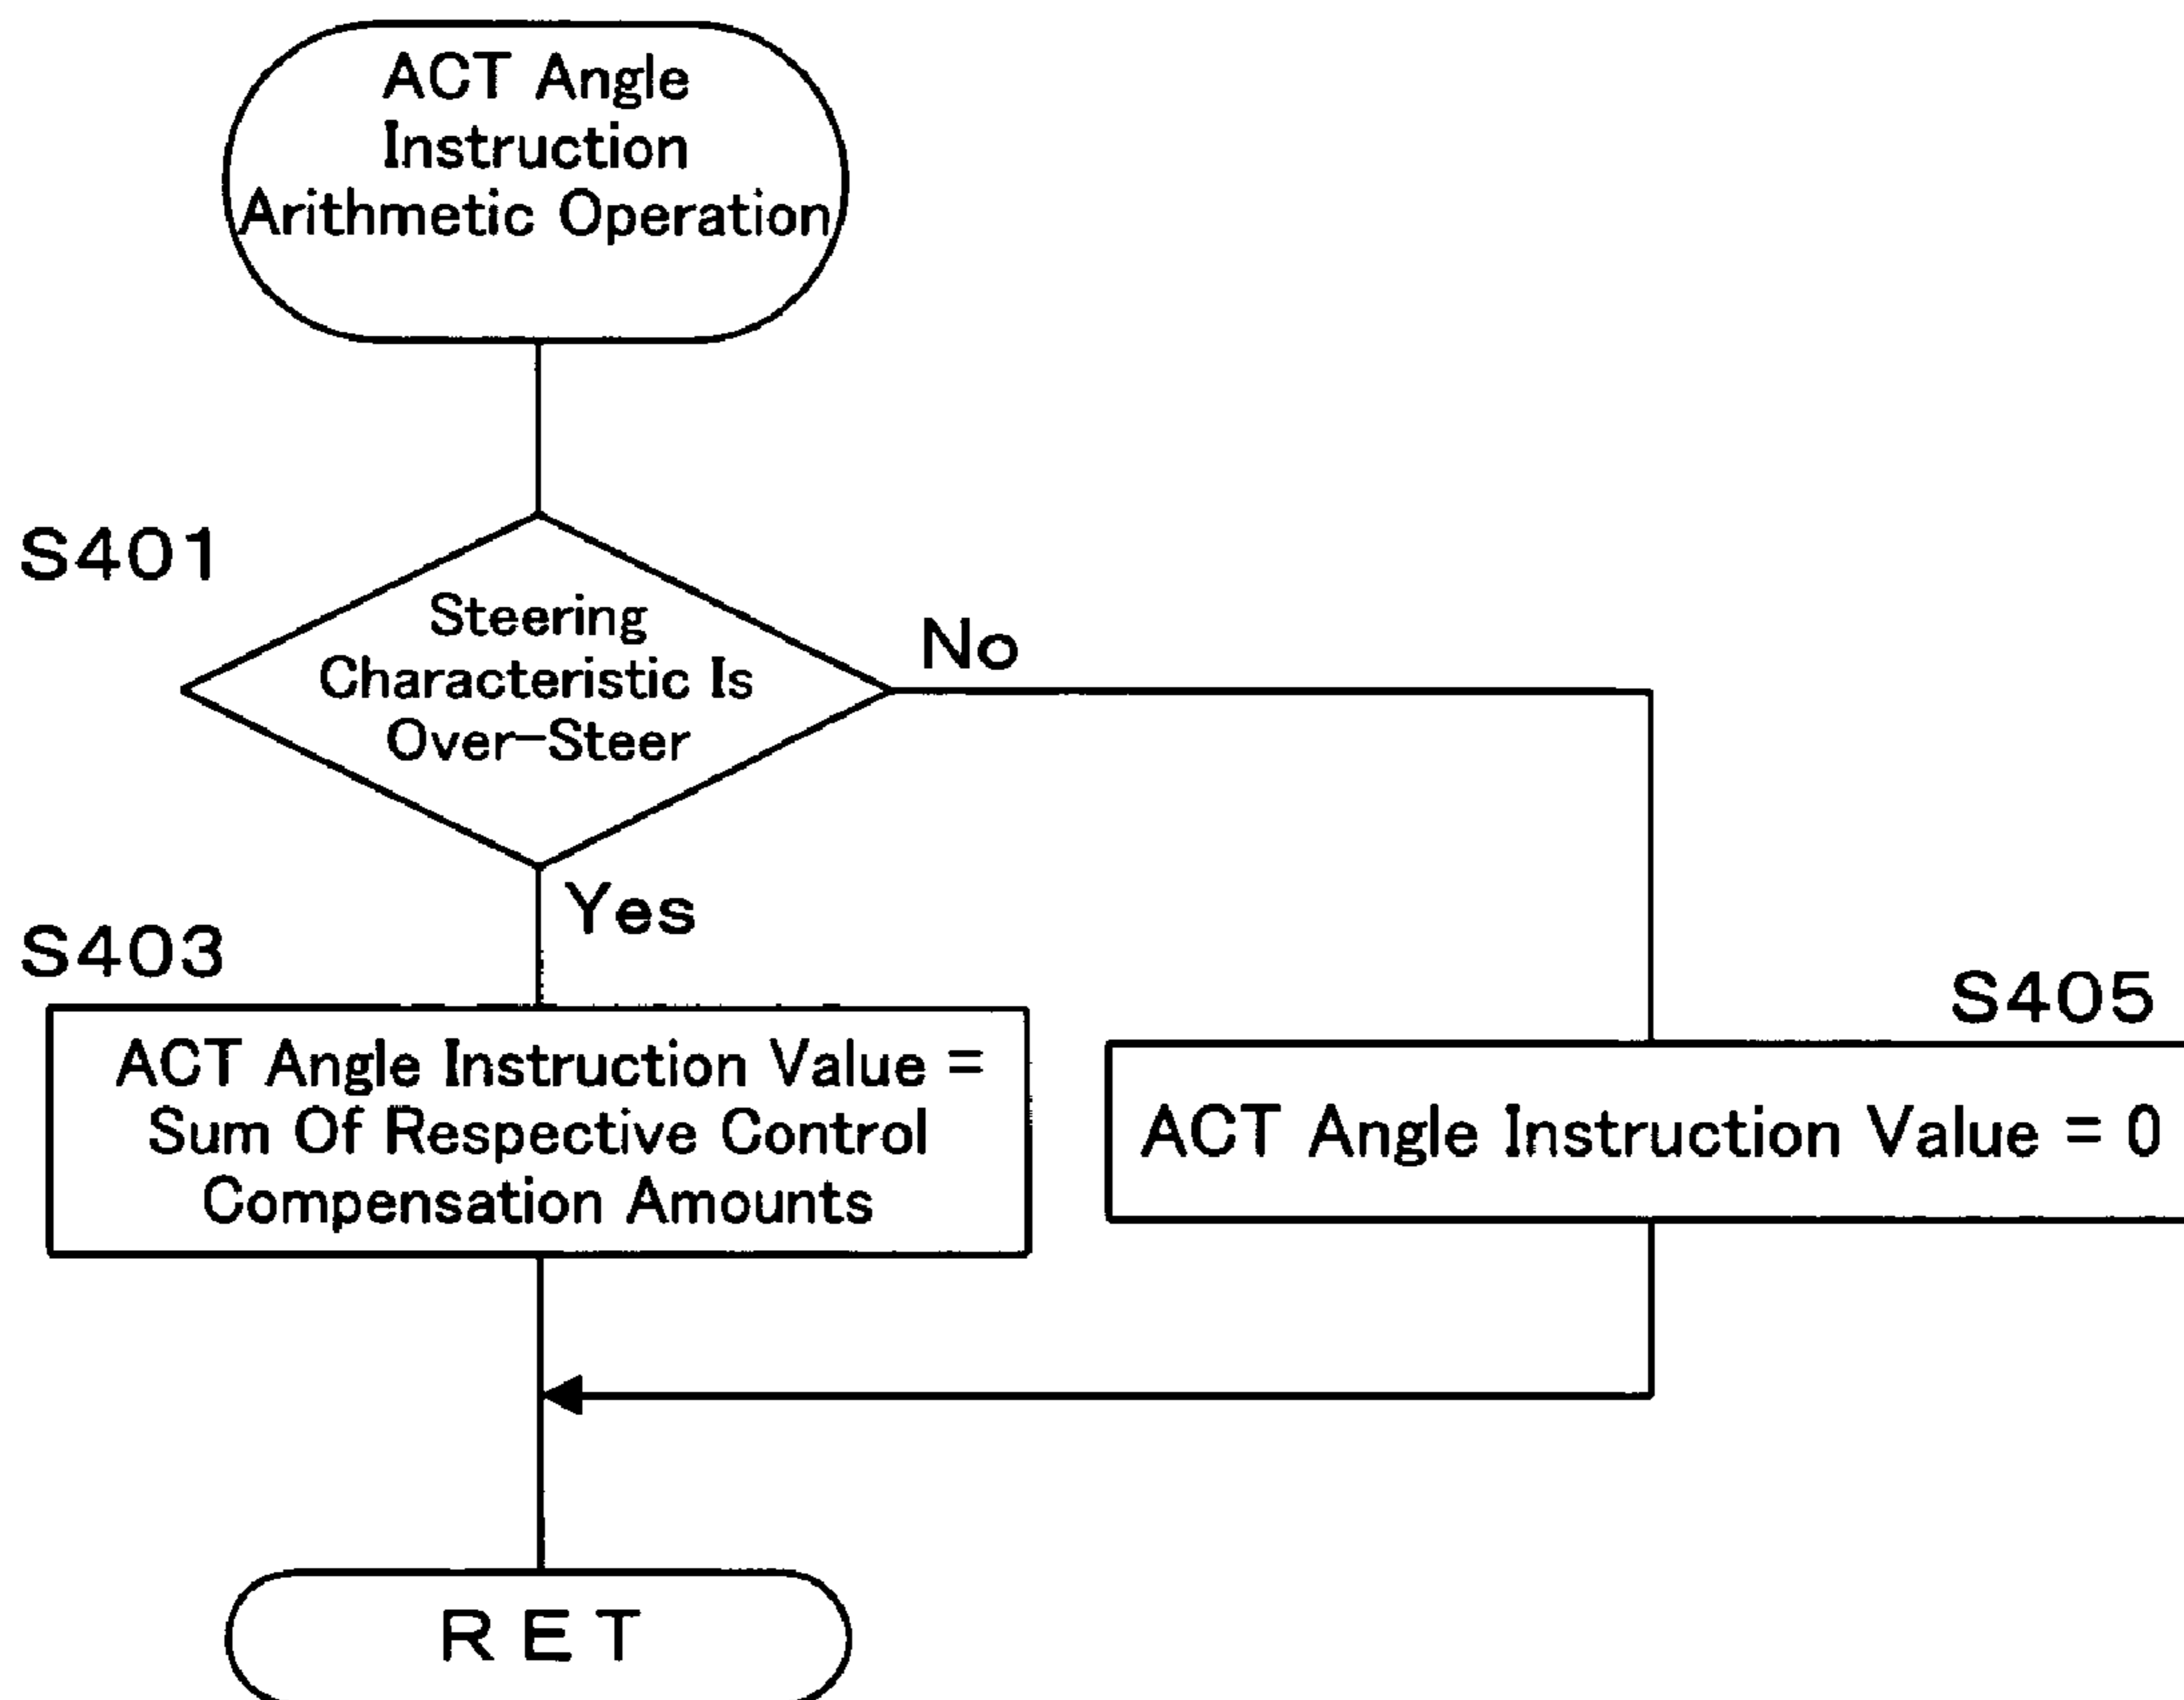 ACT Angle
Instruction
Arithmetic Operation
S401
Steering
Characteristic Is
Over-Steer
No
Yes
S403
ACT Angle Instruction Value =
Sum Of Respective Control
Compensation Amounts
S405
ACT Angle Instruction Value = 0
RET